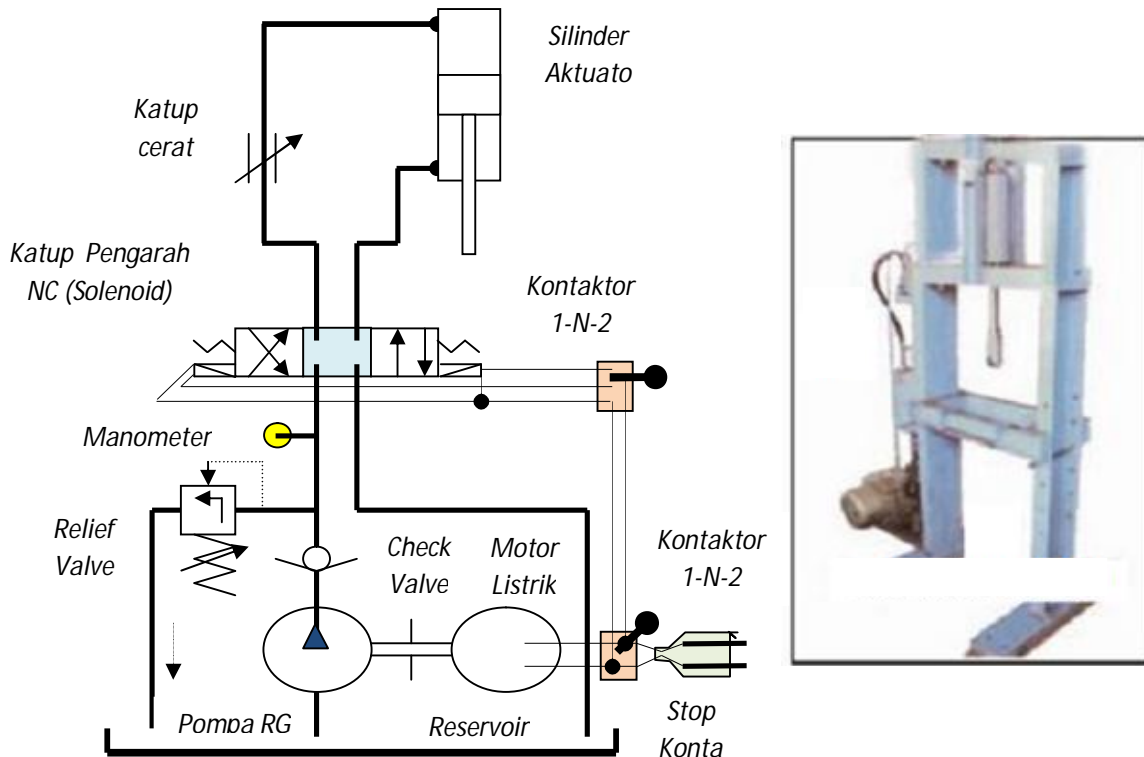 Silinder
Aktuato
Katup
cerat
Katup Pengarah
NC (Solenoid)
Kontaktor
1-N-2
Manometer
Relief
Valve
Check
Valve
Motor
Listrik
Kontaktor
1-N-2
Pompa RG
Reservoir
Stop
Konta